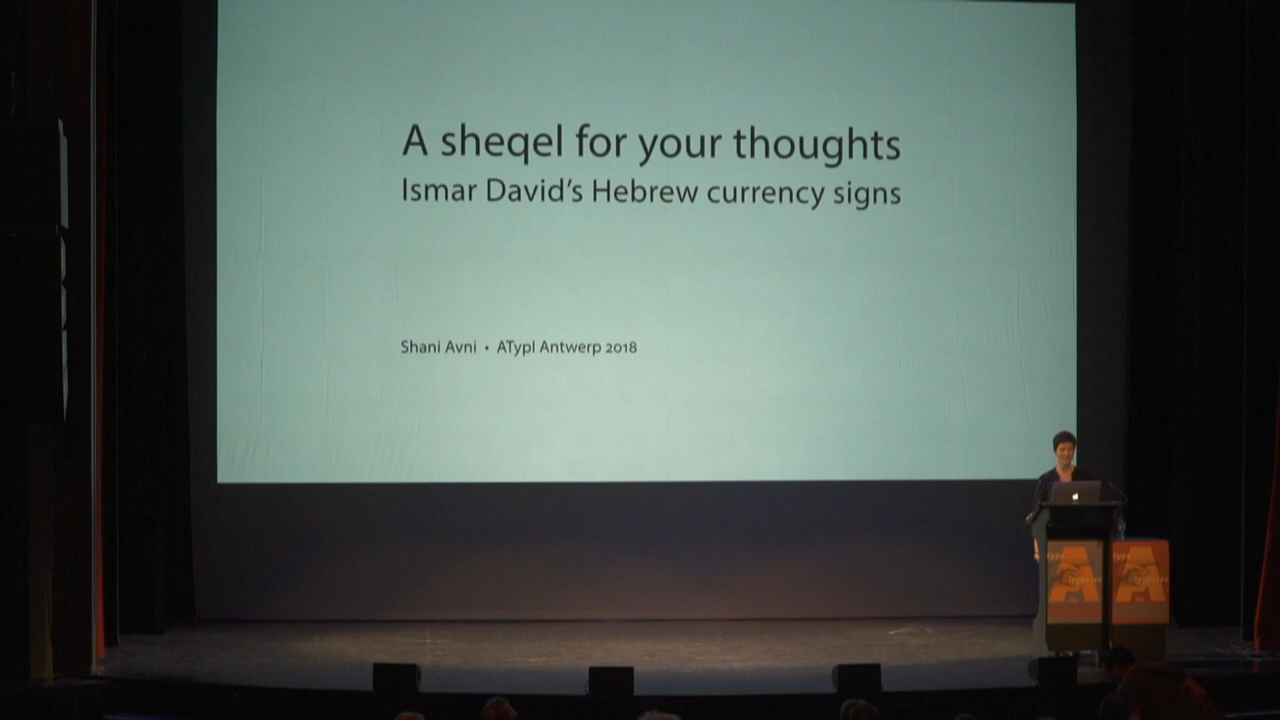 A sheqel for your thoughts
Ismar David's Hebrew currency signs
Shani Avni • ATypI Antwerp 2018
A
A